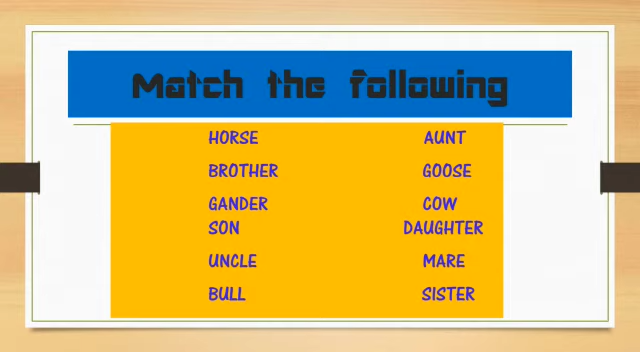 Match the following
HORSE AUNT
BROTHER GOOSE
GANDER COW
SON DAUGHTER
UNCLE MARE
BULL SISTER